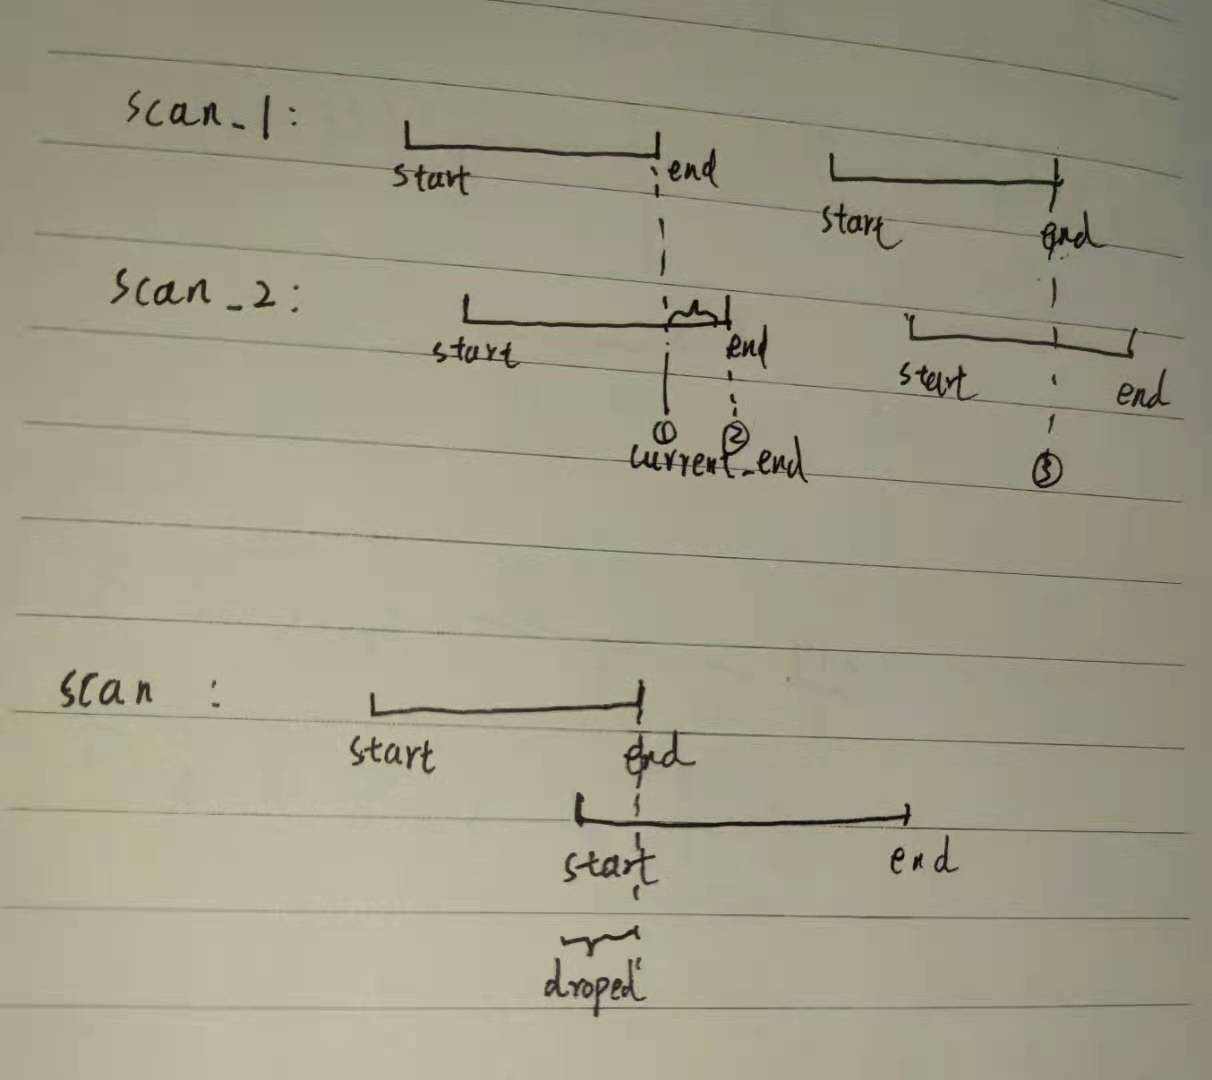 scan_1:
start end start end
scan_2:
start end start end
① ② ③
current_end
scan :
start end
start end
droped